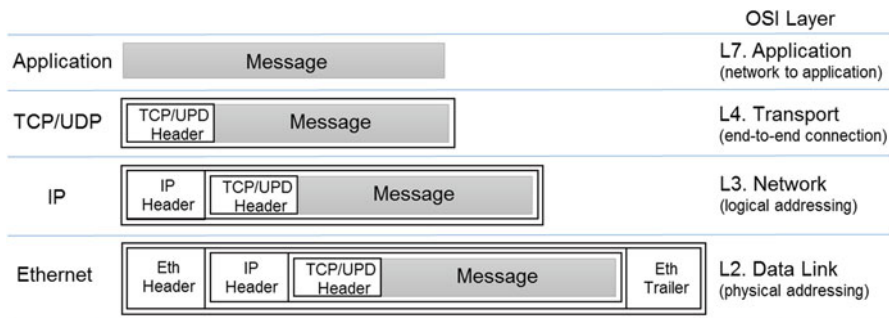 OSI Layer
Application
Message
L7. Application
(network to application)
TCP/UDP
TCP/UPD
Header
Message
L4. Transport
(end-to-end connection)
IP
IP
Header
TCP/UPD
Header
Message
L3. Network
(logical addressing)
Ethernet
Eth
Header
IP
Header
TCP/UPD
Header
Message
Eth
Trailer
L2. Data Link
(physical addressing)